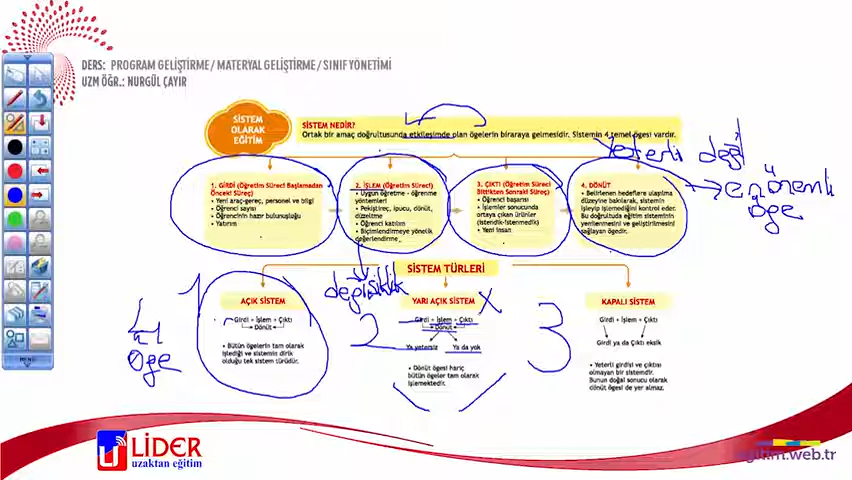 DERS: PROGRAM GELİŞTİRME / MATERYAL GELİŞTİRME / SINIF YÖNETİMİ
UZM ÖĞR.: NURGÜL ÇAYIR
SİSTEM
OLARAK
EĞİTİM
SİSTEM NEDİR?
Ortak bir amaç doğrultusunda etkileşimde olan ögelerin biraraya gelmesidir. Sistemin 4 temel ögesi vardır.
yeterli değil
en önemli
öge
1. GİRDİ (Öğretim Süreci Başlamadan
Önceki Süreç)
• Yeni araç-gereç, personel ve bilgi
• Öğrenci sayısı
• Öğrencinin hazır bulunuşluğu
• Yatırım
2. İŞLEM (Öğretim Süreci)
• Uygun öğretme - öğrenme
yöntemleri
• Pekiştireç, ipucu, dönüt,
düzeltme
• Öğrenci katılım
• Biçimlendirmeye yönelik
değerlendirme
3. ÇIKTI (Öğretim Süreci
Bittikten Sonraki Süreç)
• Öğrenci başarısı
• İşlemler sonucunda
ortaya çıkan ürünler
(istendik-istenmedik)
• Yeni insan
4. DÖNÜT
• Belirlenen hedeflere ulaşılma
düzeyine bakılarak, sistemin
işleyip işlemediğini kontrol eder.
Bu doğrultuda eğitim sisteminin
yenilenmesini ve geliştirilmesini
sağlayan ögedir.
değişiklik
SİSTEM TÜRLERİ
1
4
öge
AÇIK SİSTEM
Girdi + İşlem + Çıktı
Dönüt
• Bütün ögelerin tam olarak
işlediği ve sistemin dirik
olduğu tek sistem türüdür.
2
YARI AÇIK SİSTEM X
Girdi + İşlem + Çıktı
Dönüt
Ya yetersiz Ya da yok
• Dönüt ögesi hariç
bütün ögeler tam olarak
işlemektedir.
3
KAPALI SİSTEM
Girdi + İşlem + Çıktı
Girdi ya da Çıktı eksik
• Yeterli girdisi ve çıktısı
olmayan bir sistemdir.
Bunun doğal sonucu olarak
dönüt ögesi de yer almaz.
LİDER
uzaktan eğitim
egitim.web.tr